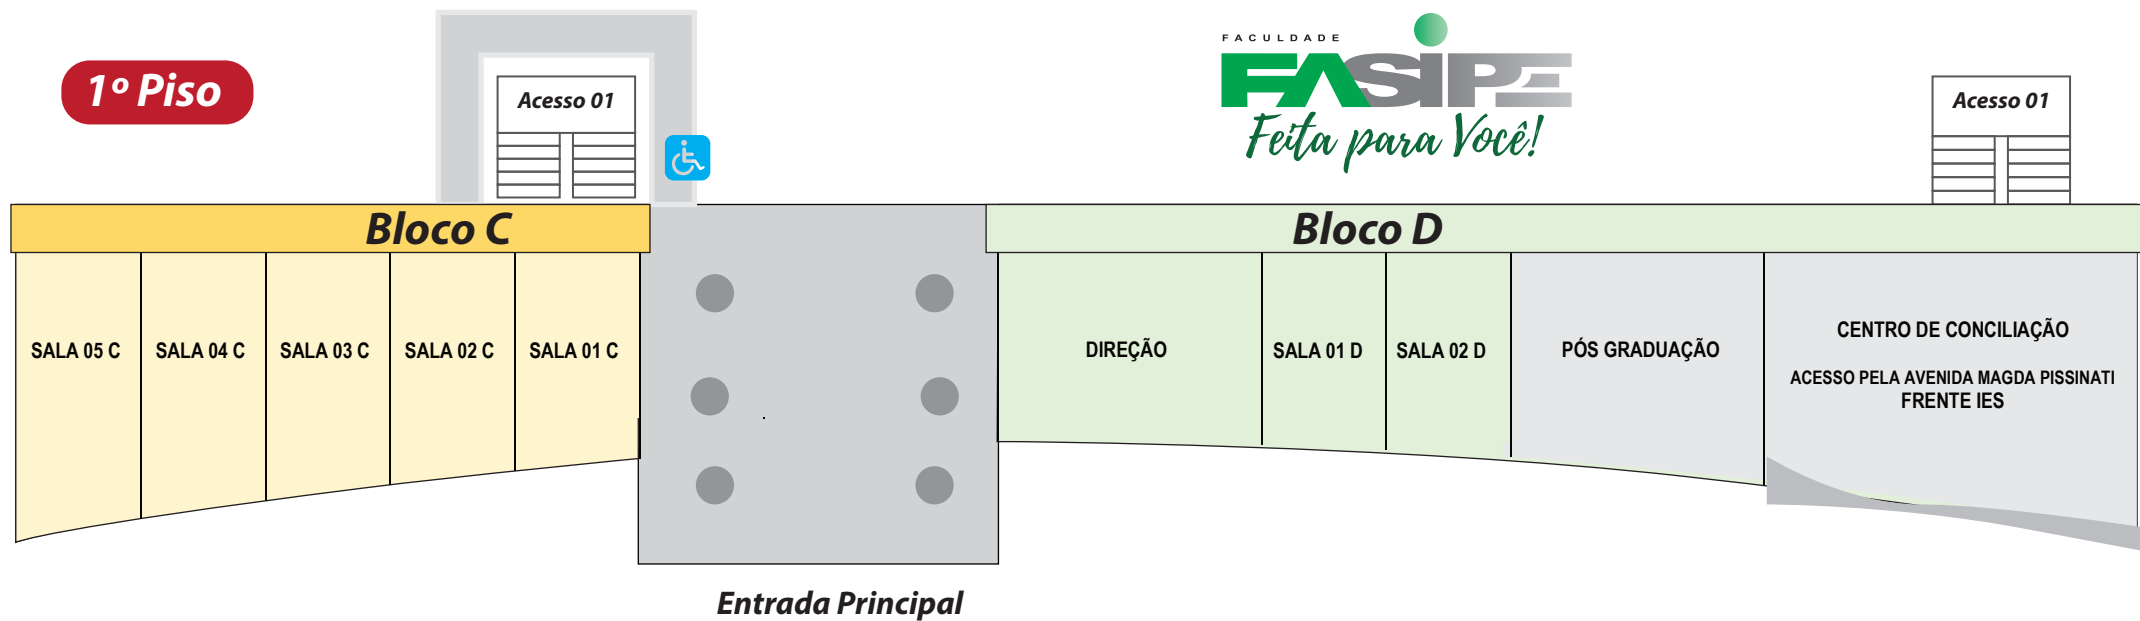 1º Piso
Acesso 01
FACULDADE
FASIPE
Feita para Você!
Acesso 01
Bloco C
Bloco D
SALA 05 C
SALA 04 C
SALA 03 C
SALA 02 C
SALA 01 C
DIREÇÃO
SALA 01 D
SALA 02 D
PÓS GRADUAÇÃO
CENTRO DE CONCILIAÇÃO
ACESSO PELA AVENIDA MAGDA PISSINATI
FRENTE IES
Entrada Principal